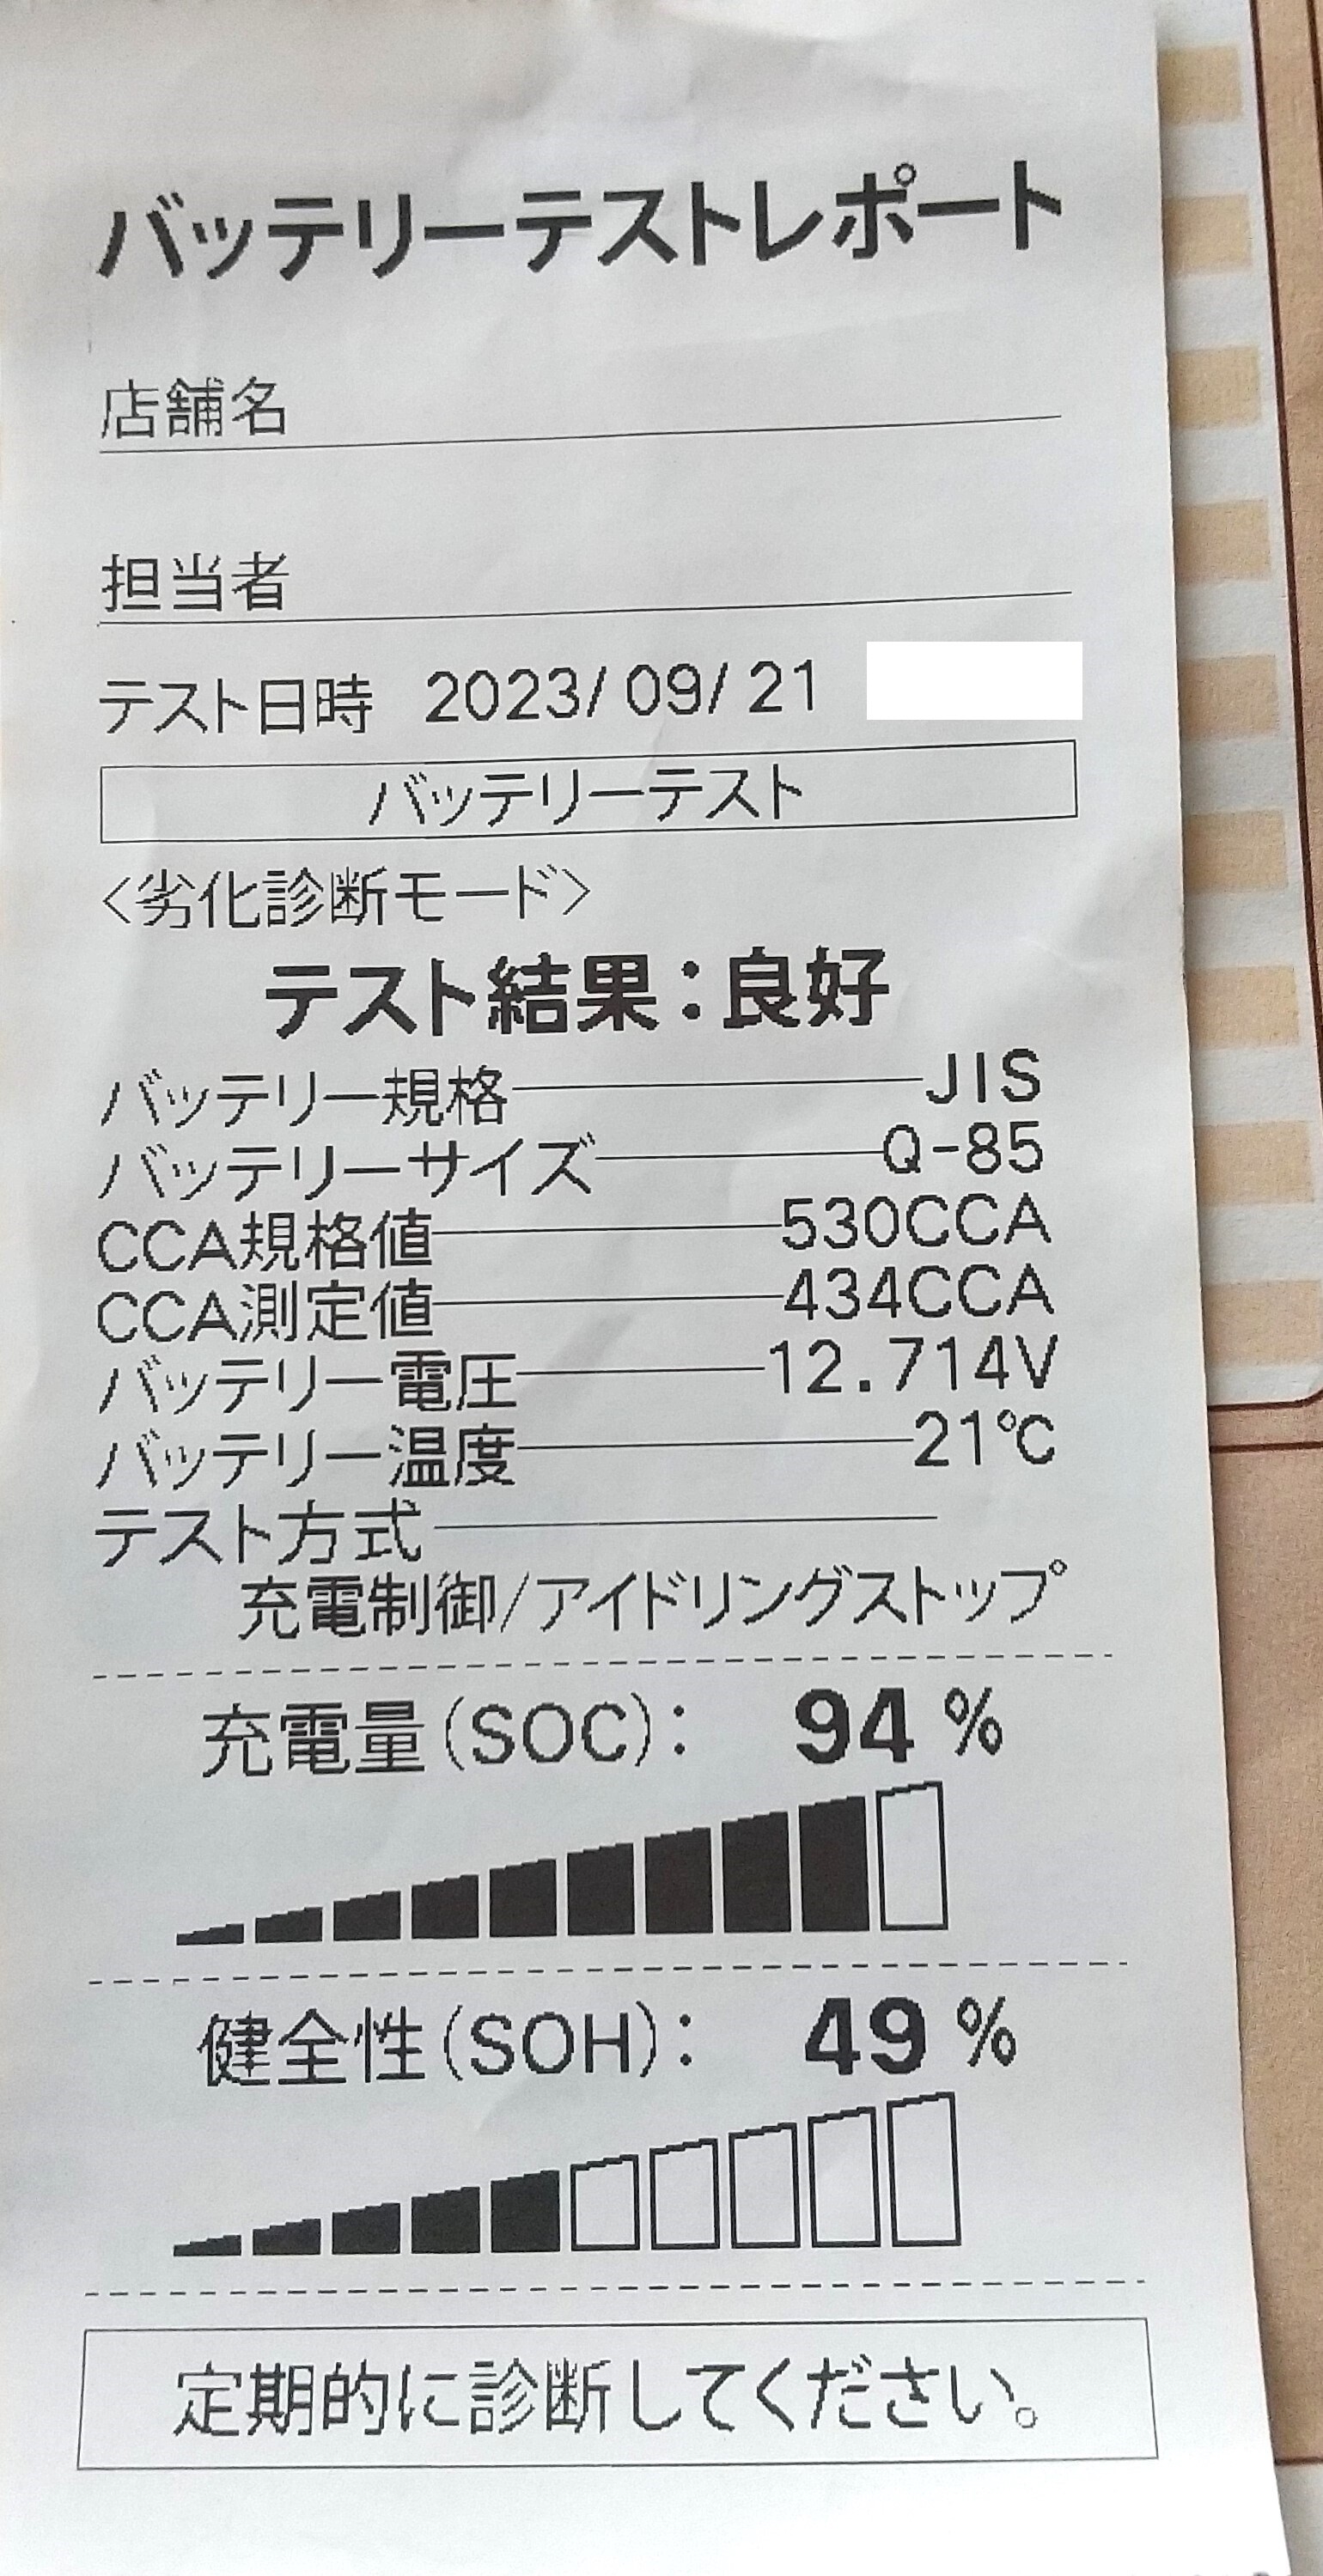 バッテリーテストレポート
店舗名
担当者
テスト日時 2023/09/21
バッテリーテスト
<劣化診断モード>
テスト結果:良好
バッテリー規格 JIS
バッテリーサイズ Q-85
CCA規格値 530CCA
CCA測定値 434CCA
バッテリー電圧 12.714V
バッテリー温度 21℃
テスト方式
充電制御/アイドリングストップ
充電量(SOC): 94 %
健全性(SOH): 49 %
定期的に診断してください。